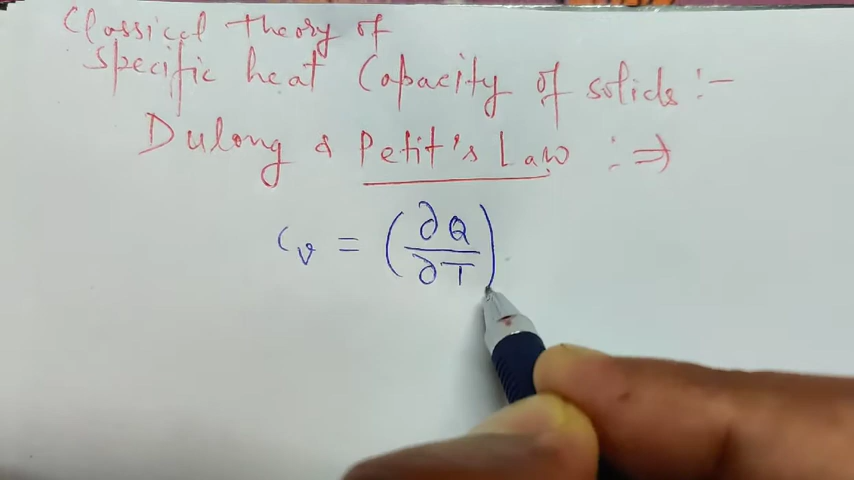 Classical theory of
specific heat Capacity of solids :-
Dulong & Petit's Law :⇒
Cv = (∂Q/∂T)